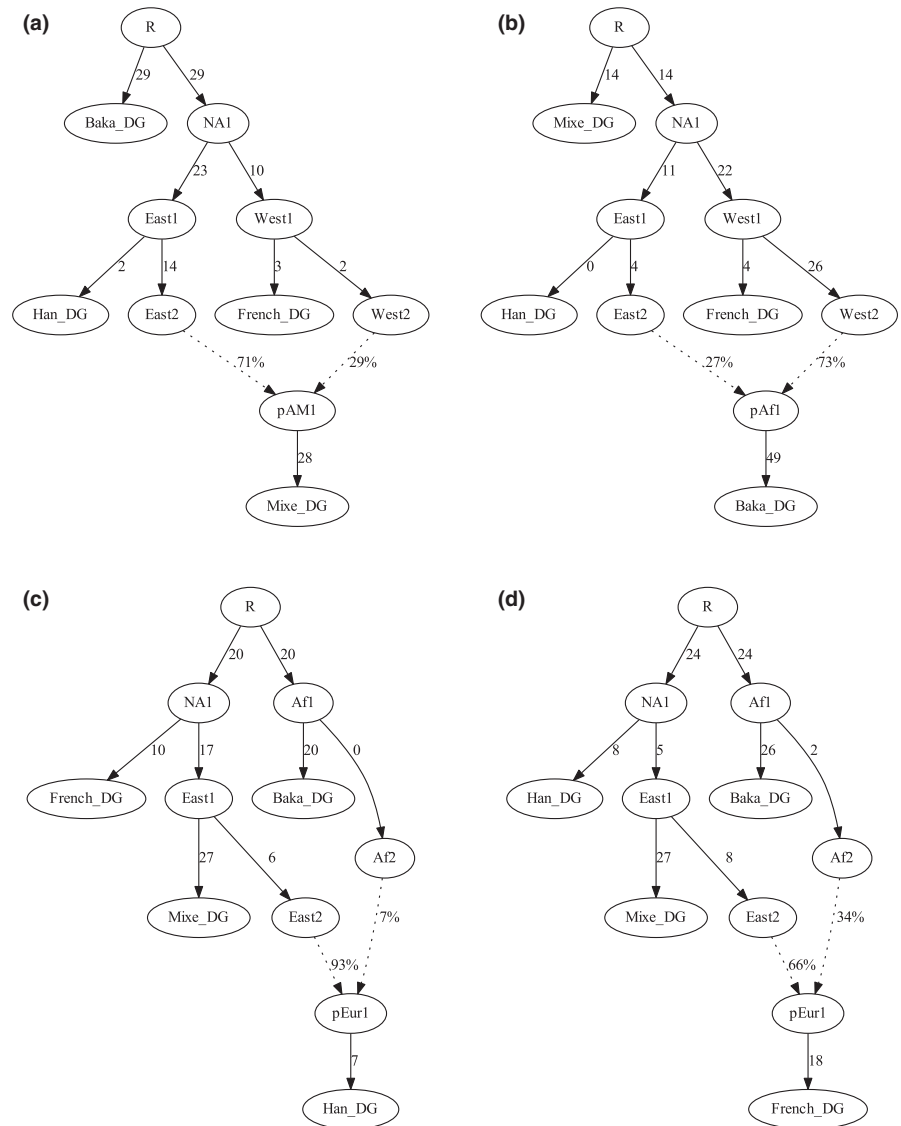 (a)
R
29
29
Baka_DG
NA1
23
10
East1
West1
2
14
3
2
Han_DG
East2
French_DG
West2
71%
29%
pAM1
28
Mixe_DG
(b)
R
14
14
Mixe_DG
NA1
11
22
East1
West1
0
4
4
26
Han_DG
East2
French_DG
West2
27%
73%
pAf1
49
Baka_DG
(c)
R
20
20
NA1
Af1
10
17
20
0
French_DG
East1
Baka_DG
27
6
Af2
Mixe_DG
East2
7%
93%
pEur1
7
Han_DG
(d)
R
24
24
NA1
Af1
8
5
26
2
Han_DG
East1
Baka_DG
27
8
Af2
Mixe_DG
East2
34%
66%
pEur1
18
French_DG